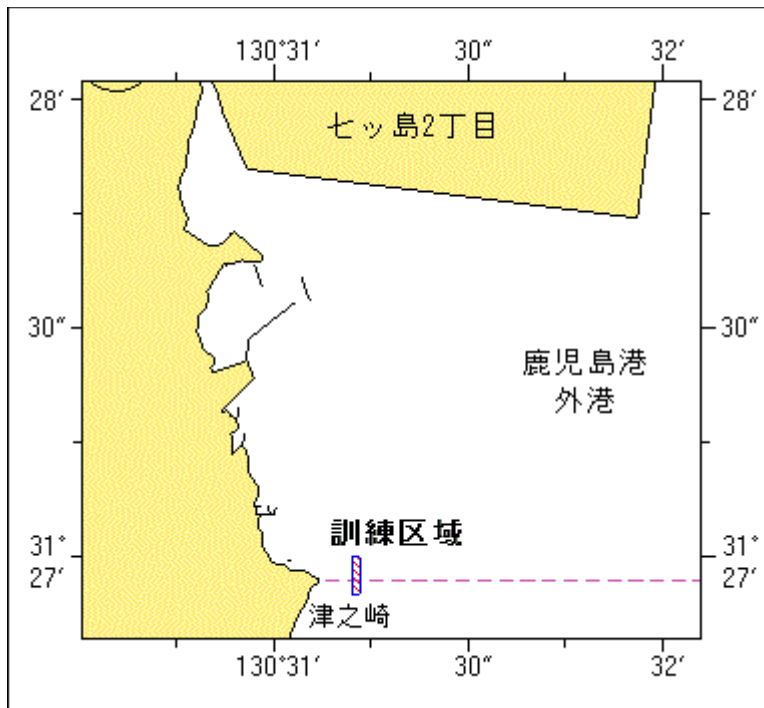 130°31′ 30″ 32′
28′ 28′
七ッ島2丁目
30″ 30″
鹿児島港
外港
訓練区域
31° 31°
27′ 27′
津之崎
130°31′ 30″ 32′